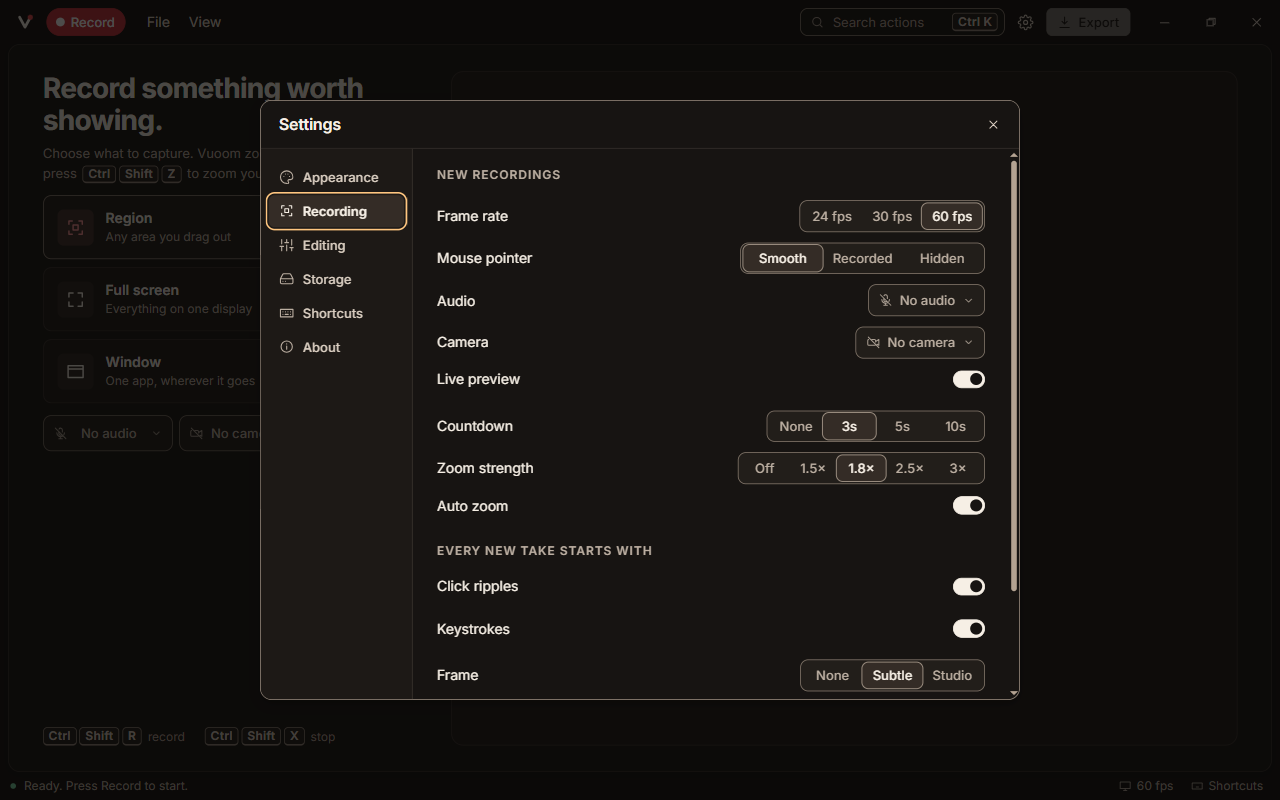 Record
File
View
Search actions
Ctrl K
Export
Record something worth
showing.
Choose what to capture. Vuoom
press Ctrl Shift Z to zoom
Region
Any area you drag out
Full screen
Everything on one display
Window
One app, wherever it goes
No audio
No
Settings
Appearance
Recording
Editing
Storage
Shortcuts
About
NEW RECORDINGS
Frame rate
24 fps 30 fps 60 fps
Mouse pointer
Smooth Recorded Hidden
Audio
No audio
Camera
No camera
Live preview
Countdown
None 3s 5s 10s
Zoom strength
Off 1.5× 1.8× 2.5× 3×
Auto zoom
EVERY NEW TAKE STARTS WITH
Click ripples
Keystrokes
Frame
None Subtle Studio
Ctrl Shift R record Ctrl Shift X stop
Ready. Press Record to start.
60 fps
Shortcuts